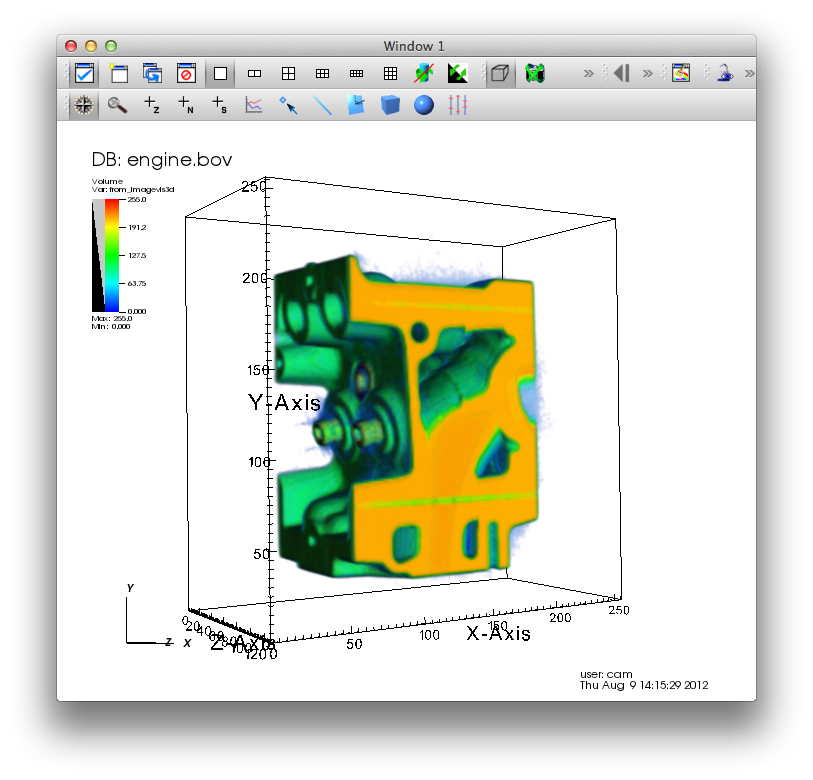 Window 1
Z
N
S
DB: engine.bov
Volume
Var: from_imagevis3d
255.0
191.2
127.5
63.75
0.000
Max: 255.0
Min: 0.000
250
200
150
Y-Axis
100
50
Y
Z X
0
20
40
60
80
100
120
Z-Axis
0
50
100
150
200
250
X-Axis
user: cam
Thu Aug 9 14:15:29 2012